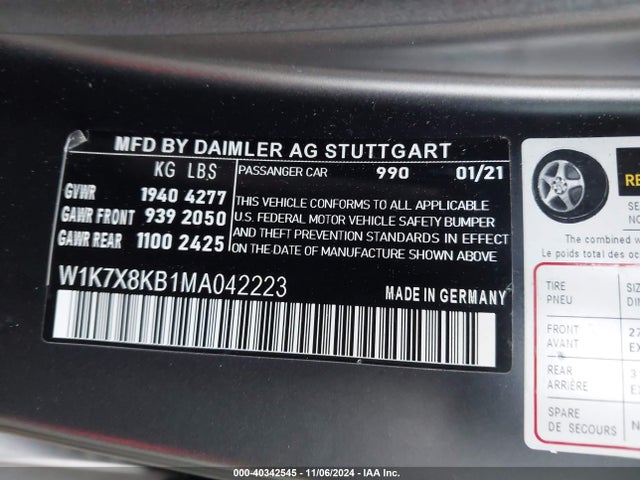 MFD BY DAIMLER AG STUTTGART
KG LBS
GVWR 1940 4277
GAWR FRONT 939 2050
GAWR REAR 1100 2425
PASSENGER CAR 990 01/21
THIS VEHICLE CONFORMS TO ALL APPLICABLE
U.S. FEDERAL MOTOR VEHICLE SAFETY BUMPER
AND THEFT PREVENTION STANDARDS IN EFFECT
ON THE DATE OF MANUFACTURE SHOWN ABOVE.
W1K7X8KB1MA042223
MADE IN GERMANY
The combined w
Le poids
TIRE
PNEU
FRONT
AVANT
REAR
ARRIÈRE
SPARE
DE SECOURS
000-40342545 - 11/06/2024 - IAA Inc.